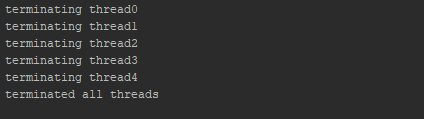 terminating thread0
terminating thread1
terminating thread2
terminating thread3
terminating thread4
terminated all threads